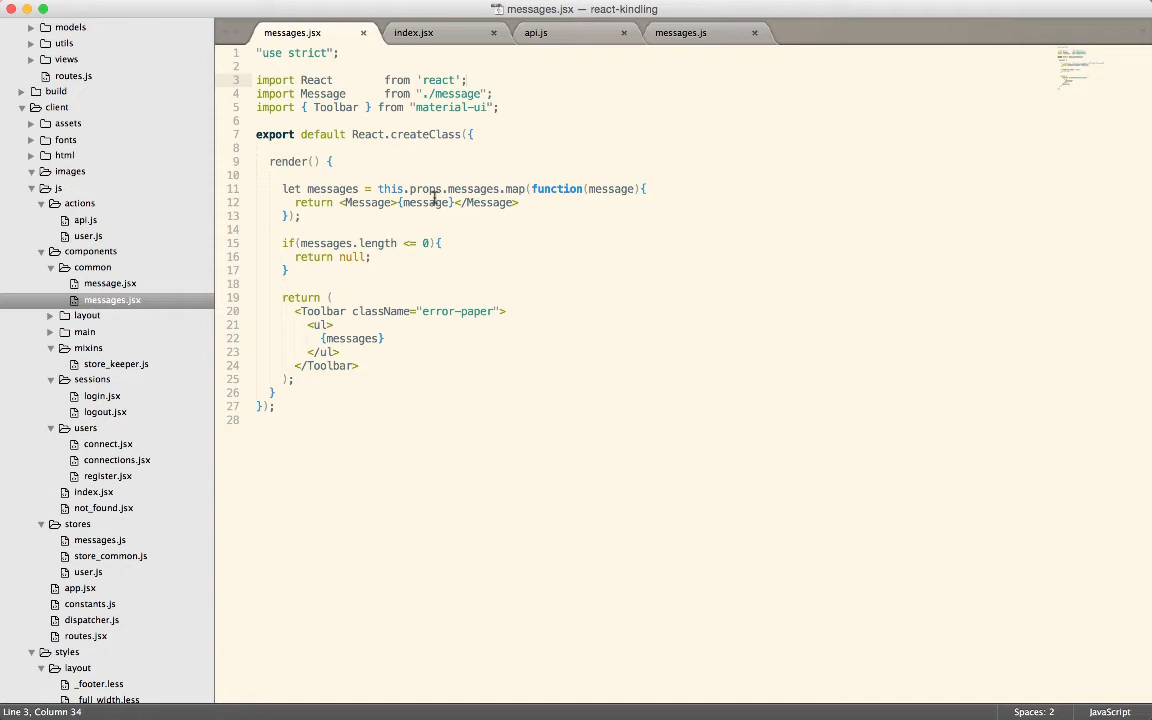 messages.jsx — react-kindling
models
utils
views
routes.js
build
client
assets
fonts
html
images
js
actions
api.js
user.js
components
common
message.jsx
messages.jsx
layout
main
mixins
store_keeper.js
sessions
login.jsx
logout.jsx
users
connect.jsx
connections.jsx
register.jsx
index.jsx
not_found.jsx
stores
messages.js
store_common.js
user.js
app.jsx
constants.js
dispatcher.js
routes.jsx
styles
layout
_footer.less
_full_width.less
messages.jsx × index.jsx × api.js × messages.js ×
1 "use strict";
2
3 import React from 'react';
4 import Message from "./message";
5 import { Toolbar } from "material-ui";
6
7 export default React.createClass({
8
9 render() {
10
11 let messages = this.props.messages.map(function(message){
12 return <Message>{message}</Message>
13 });
14
15 if(messages.length <= 0){
16 return null;
17 }
18
19 return (
20 <Toolbar className="error-paper">
21 <ul>
22 {messages}
23 </ul>
24 </Toolbar>
25 );
26 }
27 });
28
Line 3, Column 34 Spaces: 2 JavaScript